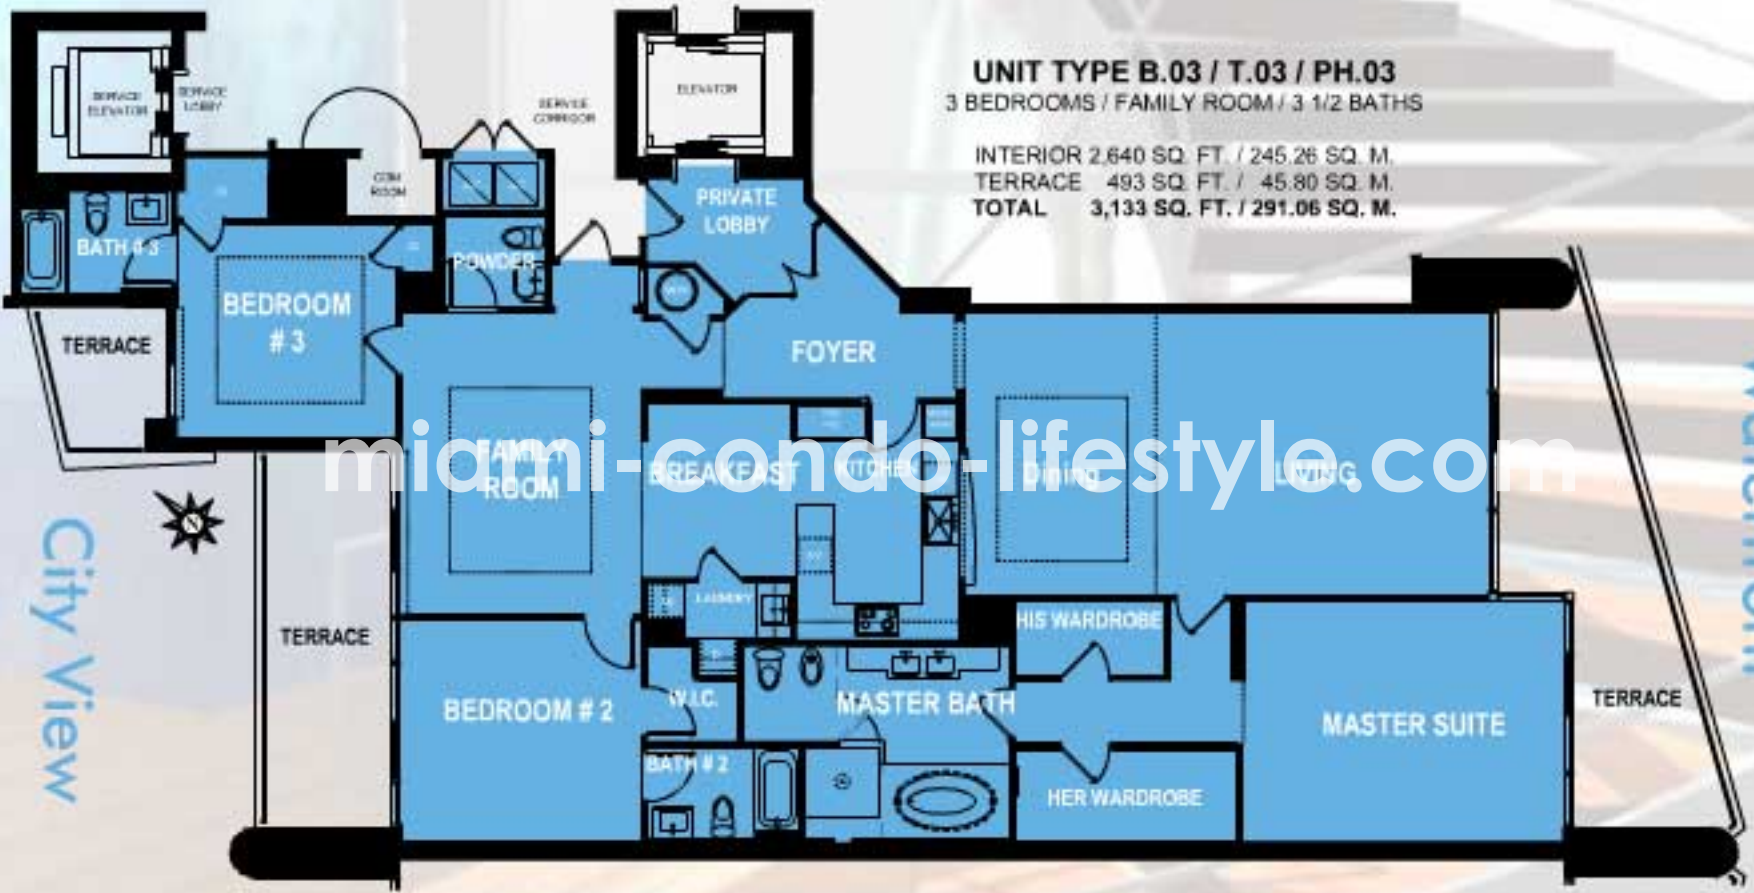 UNIT TYPE B.03 / T.03 / PH.03
3 BEDROOMS / FAMILY ROOM / 3 1/2 BATHS
INTERIOR 2,640 SQ. FT. / 245.26 SQ. M.
TERRACE 493 SQ. FT. / 45.80 SQ. M.
TOTAL 3,133 SQ. FT. / 291.06 SQ. M.
SERVICE
ELEVATOR
SERVICE
LOBBY
SERVICE
CORRIDOR
ELEVATOR
COM
ROOM
PRIVATE
LOBBY
BATH # 3
POWDER
BEDROOM
# 3
TERRACE
FOYER
FAMILY
ROOM
BREAKFAST
KITCHEN
Dining
LIVING
miami-condo-lifestyle.com
N
City View
Waterfront
TERRACE
LAUNDRY
HIS WARDROBE
BEDROOM # 2
W.I.C.
MASTER BATH
MASTER SUITE
TERRACE
BATH # 2
HER WARDROBE